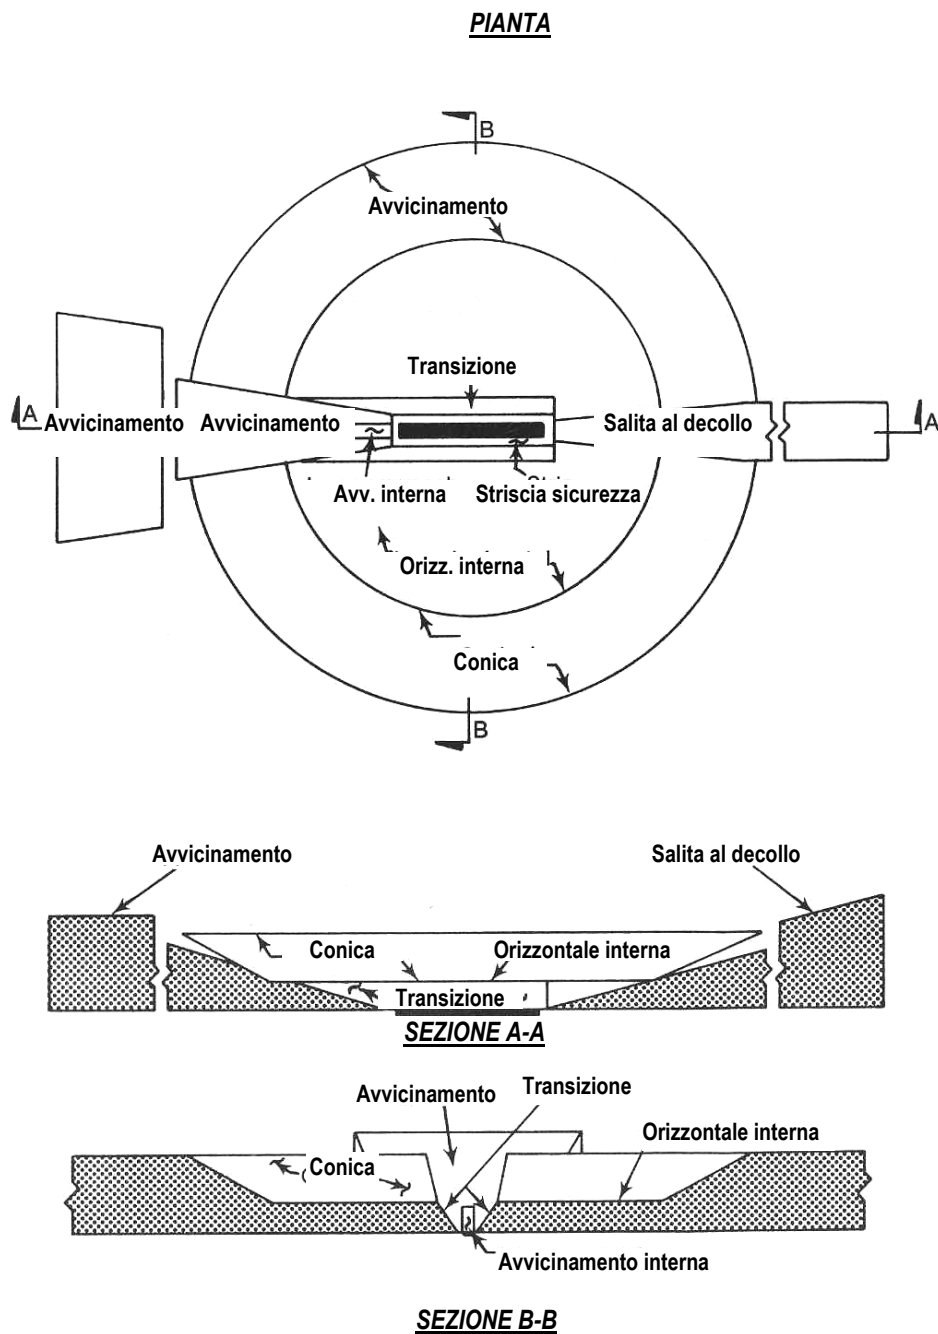 PIANTA
B
Avvicinamento
Transizione
A
Avvicinamento
Avvicinamento
Salita al decollo
A
Avv. interna
Striscia sicurezza
Orizz. interna
Conica
B
Avvicinamento
Salita al decollo
Conica
Orizzontale interna
Transizione
SEZIONE A-A
Avvicinamento
Transizione
Orizzontale interna
Conica
Avvicinamento interna
SEZIONE B-B